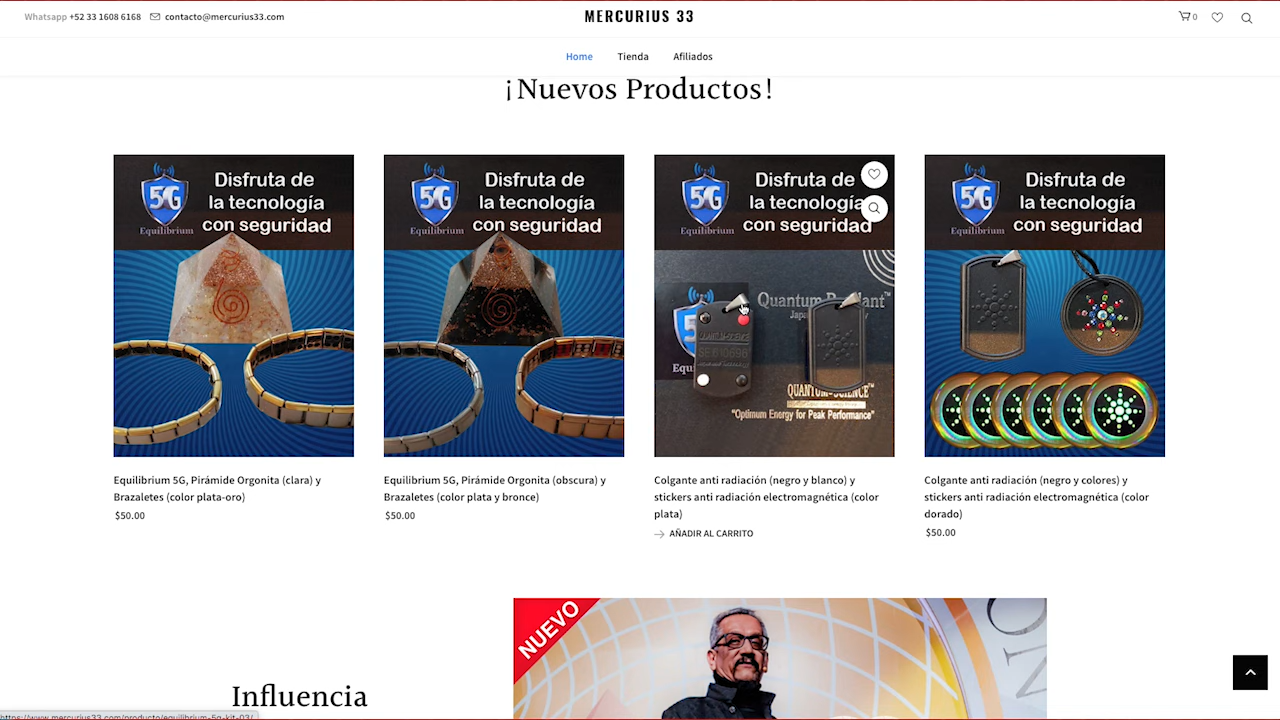 Whatsapp +52 33 1608 6168 contacto@mercurius33.com
MERCURIUS 33
0
Home Tienda Afiliados
¡Nuevos Productos!
5G
Equilibrium
Disfruta de
la tecnología
con seguridad
5G
Equilibrium
Disfruta de
la tecnología
con seguridad
5G
Equilibrium
Disfruta de
la tecnología
con seguridad
Quantum Radiant™
QUANTUM-SCIENCE™
"Optimum Energy for Peak Performance"
5G
Equilibrium
Disfruta de
la tecnología
con seguridad
Equilibrium 5G, Pirámide Orgonita (clara) y
Brazaletes (color plata-oro)
$50.00
Equilibrium 5G, Pirámide Orgonita (obscura) y
Brazaletes (color plata y bronce)
$50.00
Colgante anti radiación (negro y blanco) y
stickers anti radiación electromagnética (color
plata)
AÑADIR AL CARRITO
Colgante anti radiación (negro y colores) y
stickers anti radiación electromagnética (color
dorado)
$50.00
NUEVO
Influencia
https://www.mercurius33.com/producto/equilibrium-5g-kit-03/